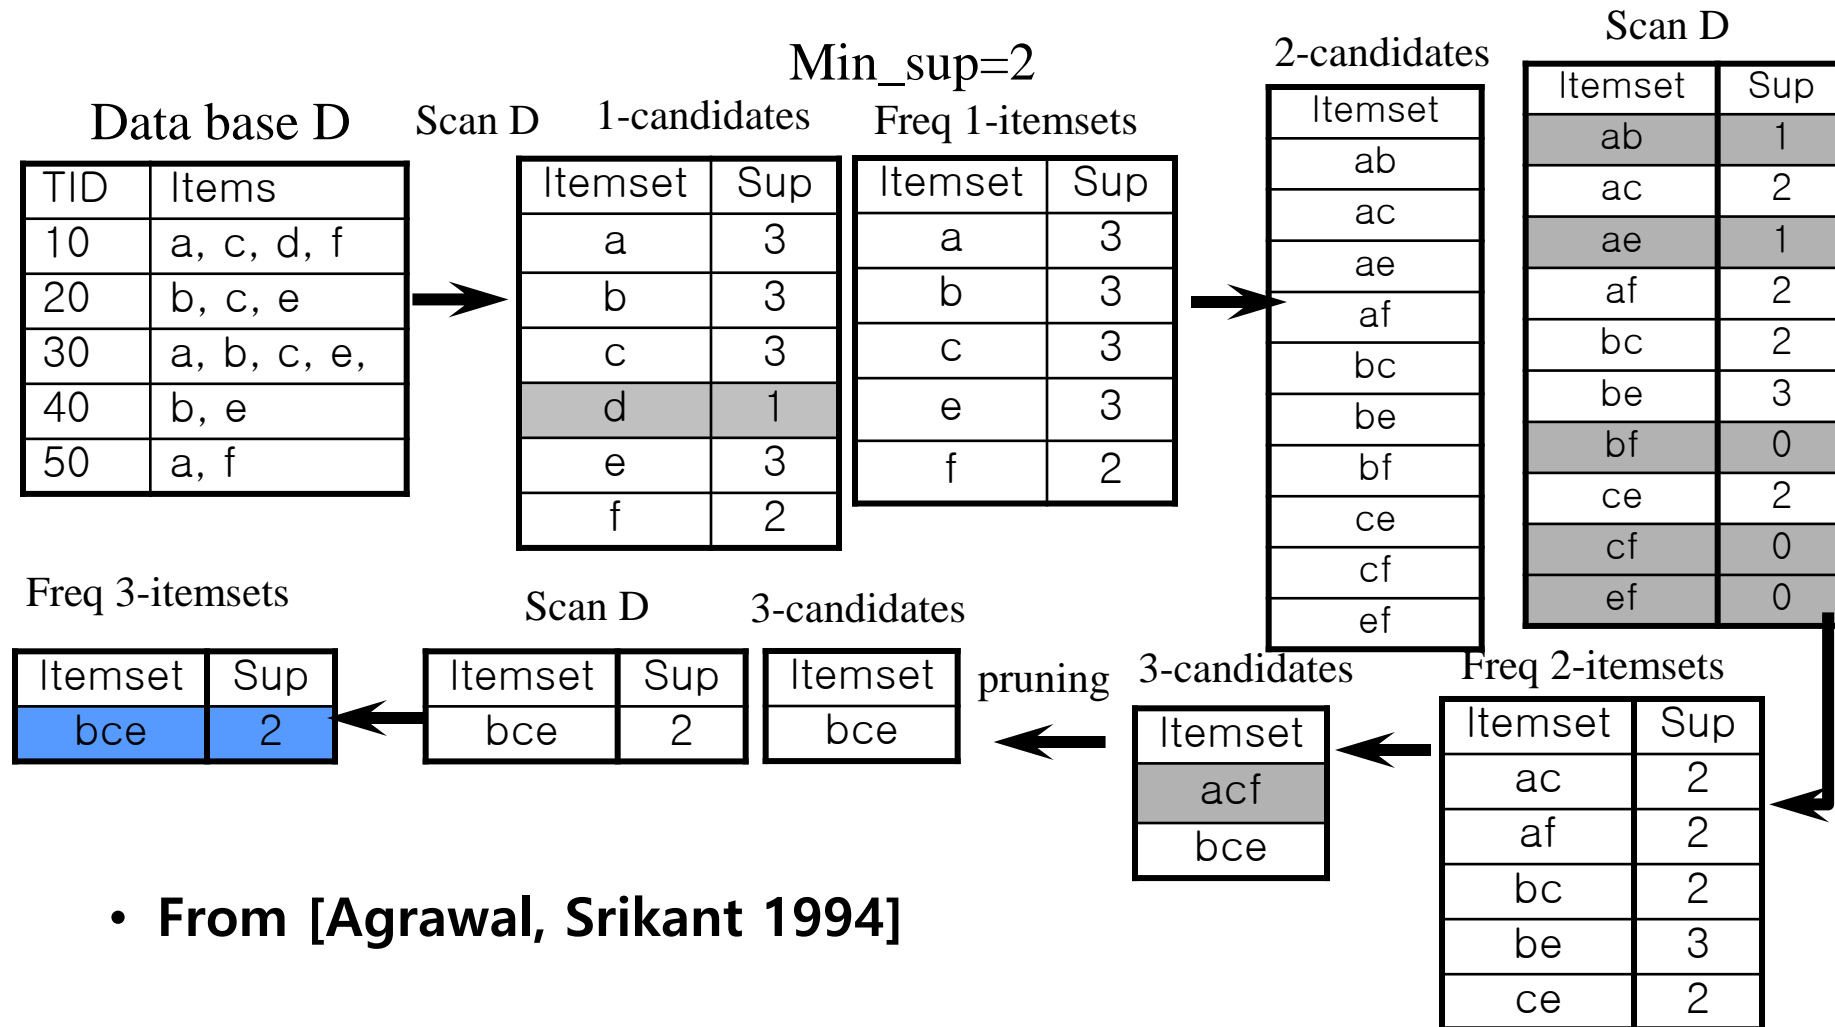 Min_sup=2
Data base D
TID Items
10 a, c, d, f
20 b, c, e
30 a, b, c, e,
40 b, e
50 a, f
Scan D
1-candidates
Itemset Sup
a 3
b 3
c 3
d 1
e 3
f 2
Freq 1-itemsets
Itemset Sup
a 3
b 3
c 3
e 3
f 2
2-candidates
Itemset
ab
ac
ae
af
bc
be
bf
ce
cf
ef
Scan D
Itemset Sup
ab 1
ac 2
ae 1
af 2
bc 2
be 3
bf 0
ce 2
cf 0
ef 0
Freq 2-itemsets
Itemset Sup
ac 2
af 2
bc 2
be 3
ce 2
3-candidates
Itemset
acf
bce
pruning
3-candidates
Itemset
bce
Scan D
Itemset Sup
bce 2
Freq 3-itemsets
Itemset Sup
bce 2
• From [Agrawal, Srikant 1994]